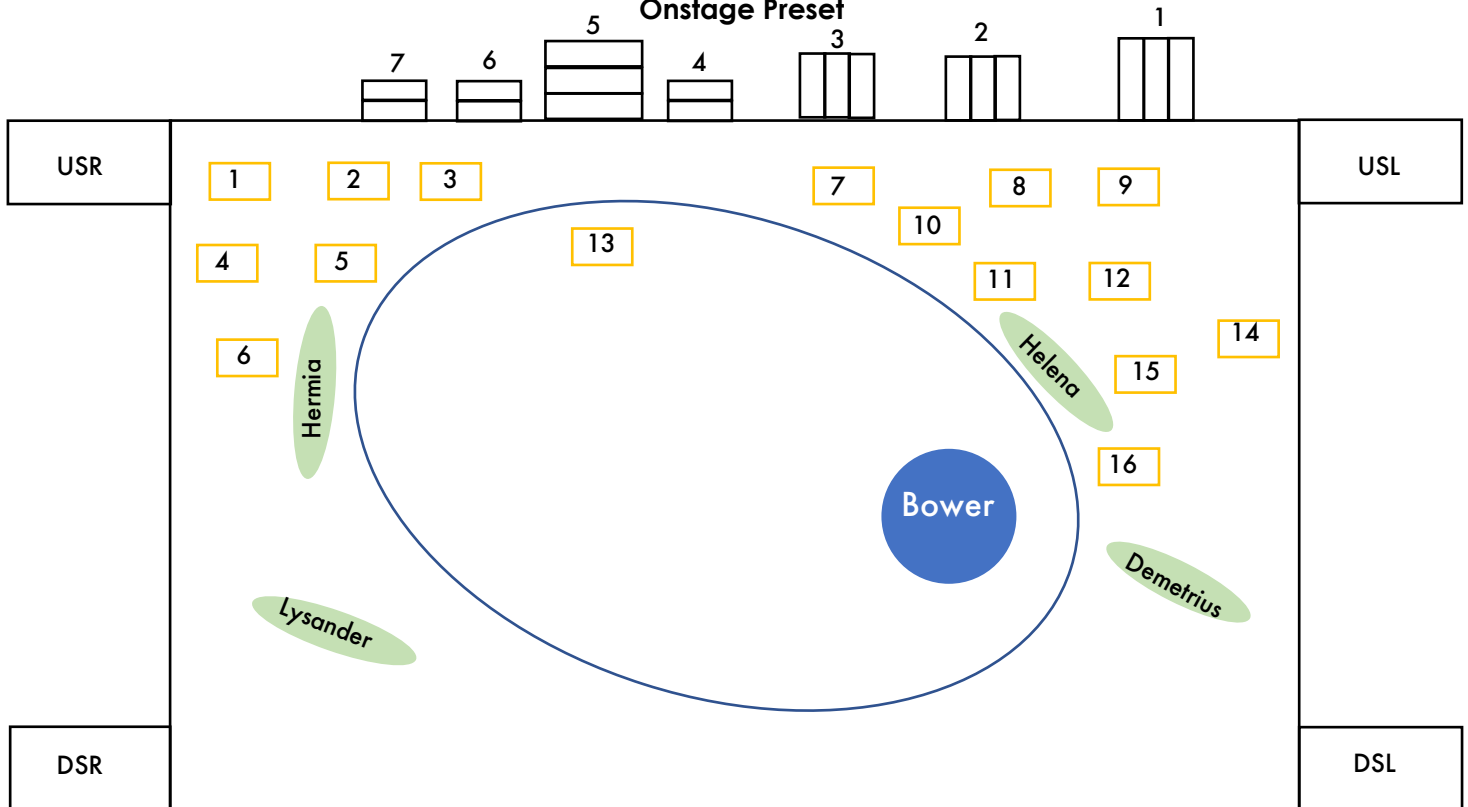 Onstage Preset
7
6
5
4
3
2
1
USR
USL
1
2
3
7
8
9
10
4
5
13
11
12
6
14
15
Hermia
Helena
16
Bower
Demetrius
Lysander
DSR
DSL